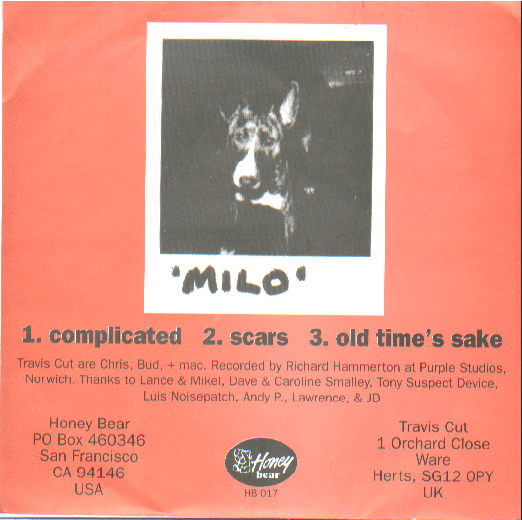 'MILO'
1. complicated 2. scars 3. old time's sake
Travis Cut are Chris, Bud, + mac. Recorded by Richard Hammerton at Purple Studios,
Norwich. Thanks to Lance & Mikel, Dave & Caroline Smalley, Tony Suspect Device,
Luis Noisepatch, Andy P., Lawrence, & JD
Honey Bear
PO Box 460346
San Francisco
CA 94146
USA
Honey
bear
HB 017
Travis Cut
1 Orchard Close
Ware
Herts, SG12 OPY
UK